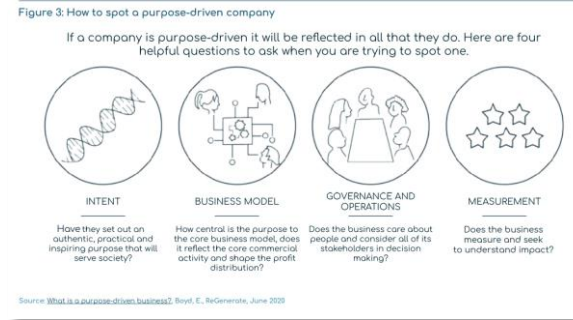 Figure 3: How to spot a purpose-driven company
If a company is purpose-driven it will be reflected in all that they do. Here are four
helpful questions to ask when you are trying to spot one.
INTENT
Have they set out an
authentic, practical and
inspiring purpose that will
serve society?
BUSINESS MODEL
How central is the purpose to
the core business model, does
it reflect the core commercial
activity and shape the profit
distribution?
GOVERNANCE AND
OPERATIONS
Does the business care about
people and consider all of its
stakeholders in decision
making?
MEASUREMENT
Does the business
measure and seek
to understand impact?
Source: What is a purpose-driven business?, Boyd, E., ReGenerate, June 2020